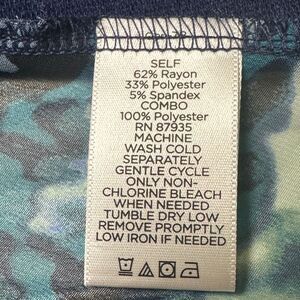 SELF
62% Rayon
33% Polyester
5% Spandex
COMBO
100% Polyester
RN 87935
MACHINE
WASH COLD
SEPARATELY
GENTLE CYCLE
ONLY NON-
CHLORINE BLEACH
WHEN NEEDED
TUMBLE DRY LOW
REMOVE PROMPTLY
LOW IRON IF NEEDED